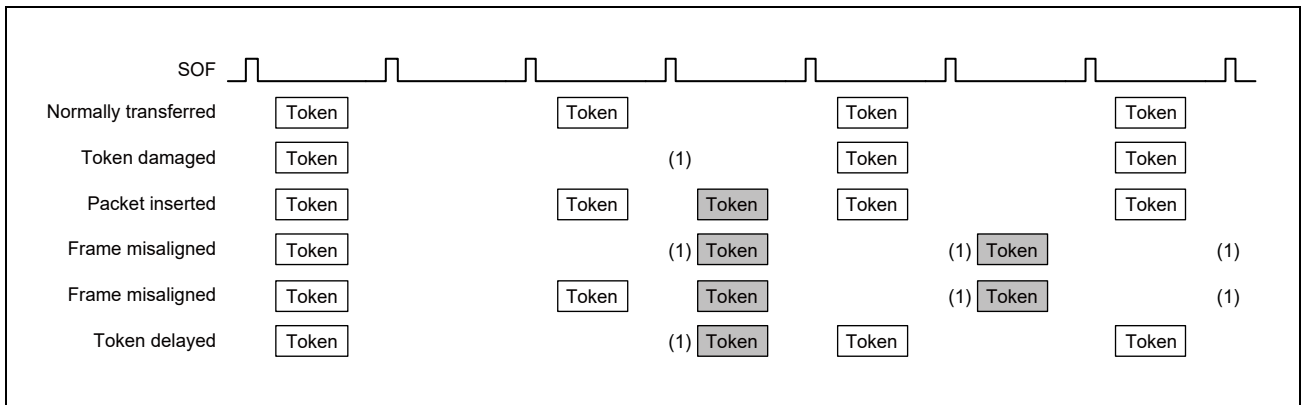 SOF
Normally transferred Token Token Token Token
Token damaged Token (1) Token Token
Packet inserted Token Token Token Token Token
Frame misaligned Token (1) Token (1) Token (1)
Frame misaligned Token Token Token (1) Token (1)
Token delayed Token (1) Token Token Token